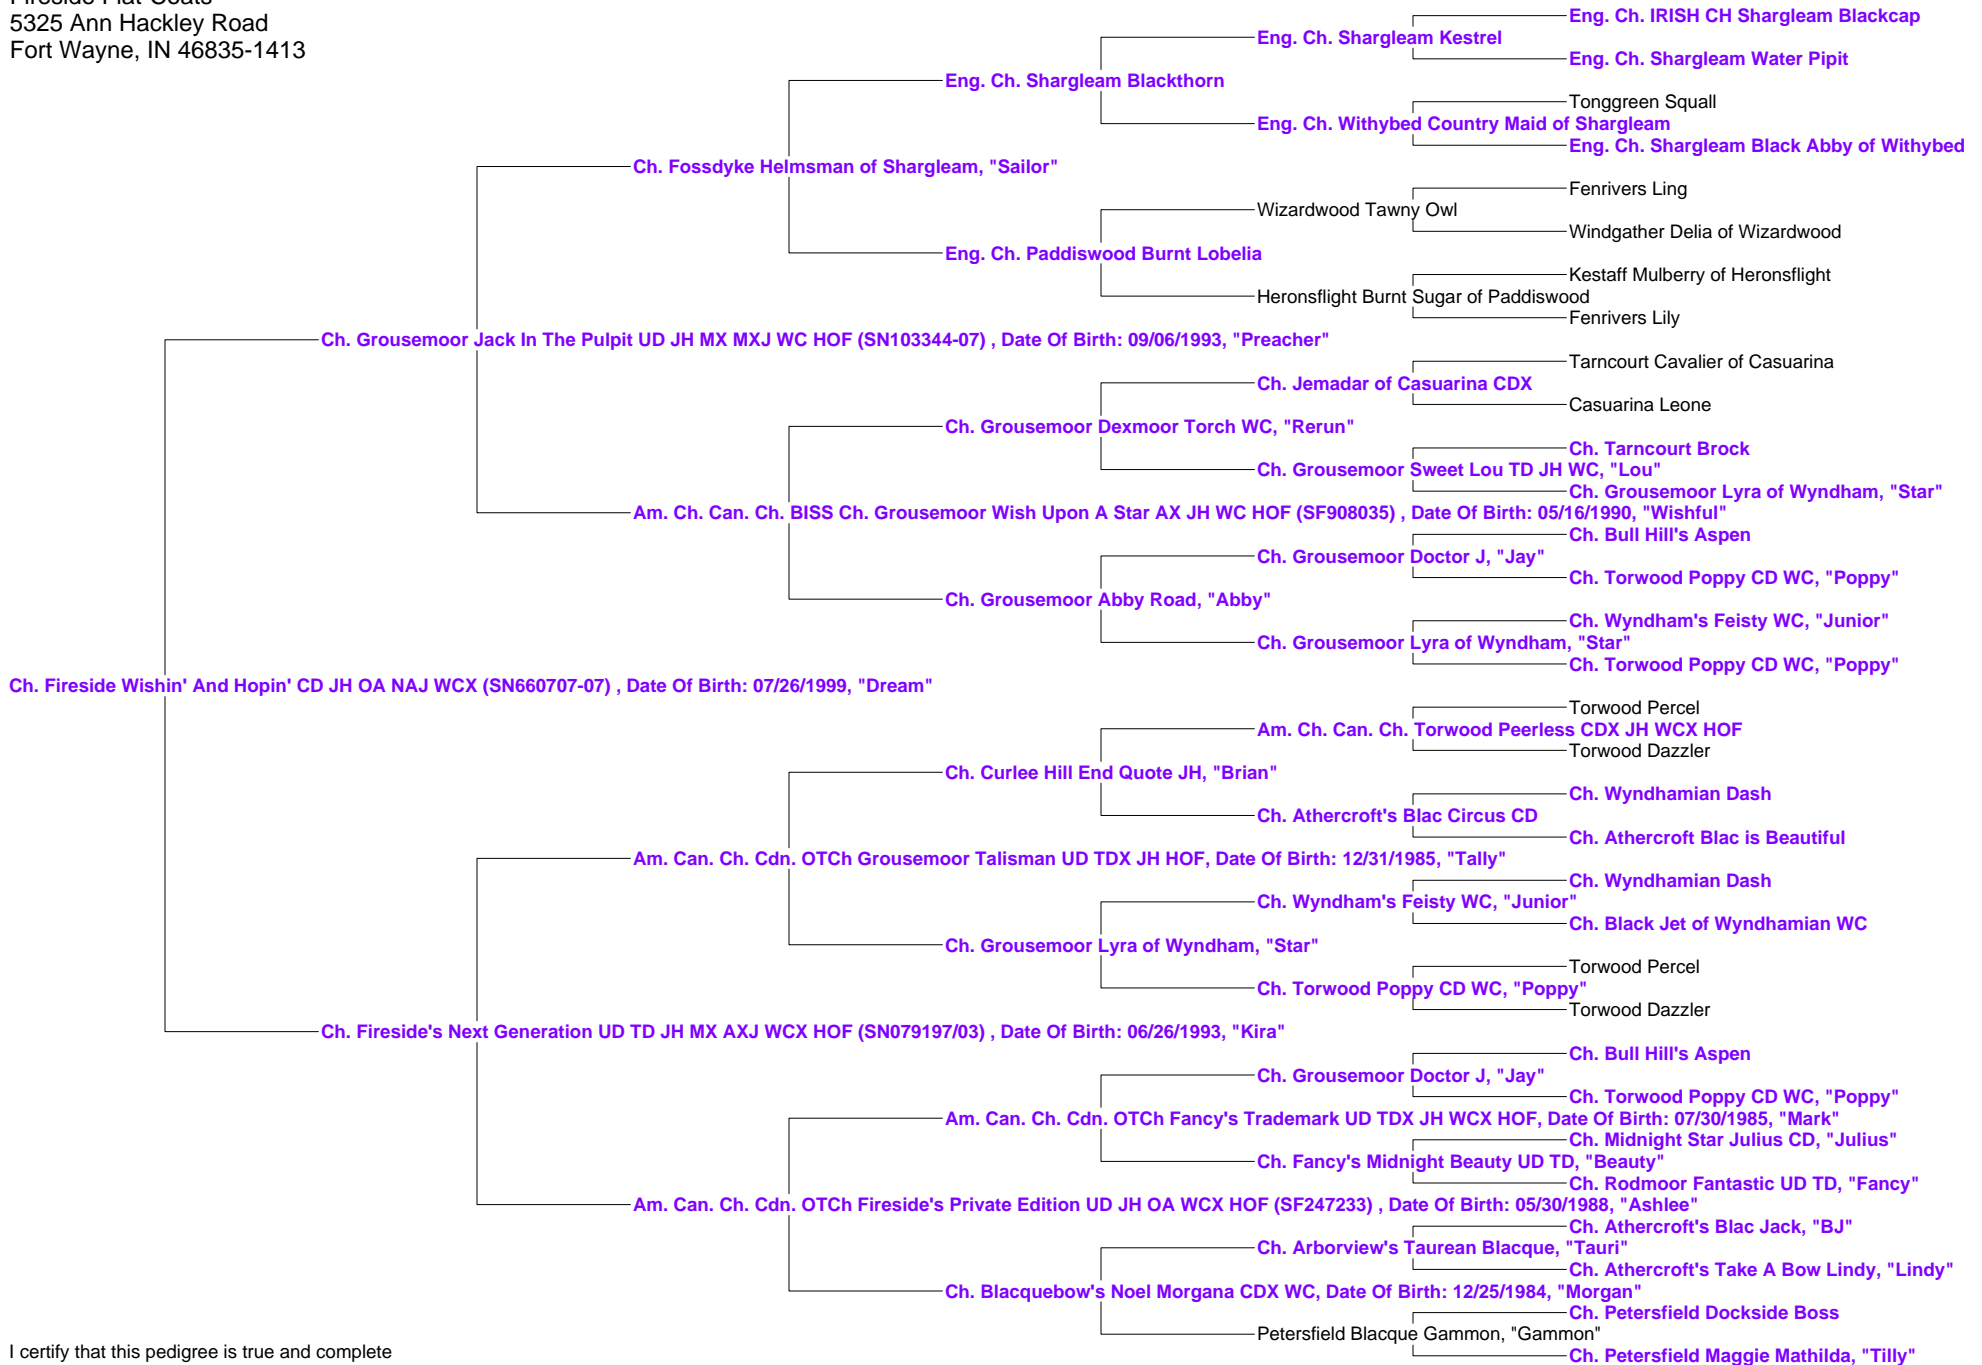 Fireside Flat-Coats
5325 Ann Hackley Road
Fort Wayne, IN 46835-1413
Eng. Ch. IRISH CH Shargleam Blackcap
Eng. Ch. Shargleam Kestrel
Eng. Ch. Shargleam Water Pipit
Eng. Ch. Shargleam Blackthorn
Tonggreen Squall
Eng. Ch. Withybed Country Maid of Shargleam
Eng. Ch. Shargleam Black Abby of Withybed
Ch. Fossdyke Helmsman of Shargleam, "Sailor"
Fenrivers Ling
Wizardwood Tawny Owl
Windgather Delia of Wizardwood
Eng. Ch. Paddiswood Burnt Lobelia
Kestaff Mulberry of Heronsflight
Heronsflight Burnt Sugar of Paddiswood
Fenrivers Lily
Ch. Grousemoor Jack In The Pulpit UD JH MX MXJ WC HOF (SN103344-07) , Date Of Birth: 09/06/1993, "Preacher"
Tarncourt Cavalier of Casuarina
Ch. Jemadar of Casuarina CDX
Casuarina Leone
Ch. Grousemoor Dexmoor Torch WC, "Rerun"
Ch. Tarncourt Brock
Ch. Grousemoor Sweet Lou TD JH WC, "Lou"
Ch. Grousemoor Lyra of Wyndham, "Star"
Am. Ch. Can. Ch. BISS Ch. Grousemoor Wish Upon A Star AX JH WC HOF (SF908035) , Date Of Birth: 05/16/1990, "Wishful"
Ch. Bull Hill's Aspen
Ch. Grousemoor Doctor J, "Jay"
Ch. Torwood Poppy CD WC, "Poppy"
Ch. Grousemoor Abby Road, "Abby"
Ch. Wyndham's Feisty WC, "Junior"
Ch. Grousemoor Lyra of Wyndham, "Star"
Ch. Torwood Poppy CD WC, "Poppy"
Ch. Fireside Wishin' And Hopin' CD JH OA NAJ WCX (SN660707-07) , Date Of Birth: 07/26/1999, "Dream"
Torwood Percel
Am. Ch. Can. Ch. Torwood Peerless CDX JH WCX HOF
Torwood Dazzler
Ch. Curlee Hill End Quote JH, "Brian"
Ch. Wyndhamian Dash
Ch. Athercroft's Blac Circus CD
Ch. Athercroft Blac is Beautiful
Am. Can. Ch. Cdn. OTCh Grousemoor Talisman UD TDX JH HOF, Date Of Birth: 12/31/1985, "Tally"
Ch. Wyndhamian Dash
Ch. Wyndham's Feisty WC, "Junior"
Ch. Black Jet of Wyndhamian WC
Ch. Grousemoor Lyra of Wyndham, "Star"
Torwood Percel
Ch. Torwood Poppy CD WC, "Poppy"
Torwood Dazzler
Ch. Fireside's Next Generation UD TD JH MX AXJ WCX HOF (SN079197/03) , Date Of Birth: 06/26/1993, "Kira"
Ch. Bull Hill's Aspen
Ch. Grousemoor Doctor J, "Jay"
Ch. Torwood Poppy CD WC, "Poppy"
Am. Can. Ch. Cdn. OTCh Fancy's Trademark UD TDX JH WCX HOF, Date Of Birth: 07/30/1985, "Mark"
Ch. Midnight Star Julius CD, "Julius"
Ch. Fancy's Midnight Beauty UD TD, "Beauty"
Ch. Rodmoor Fantastic UD TD, "Fancy"
Am. Can. Ch. Cdn. OTCh Fireside's Private Edition UD JH OA WCX HOF (SF247233) , Date Of Birth: 05/30/1988, "Ashlee"
Ch. Athercroft's Blac Jack, "BJ"
Ch. Arborview's Taurean Blacque, "Tauri"
Ch. Athercroft's Take A Bow Lindy, "Lindy"
Ch. Blacquebow's Noel Morgana CDX WC, Date Of Birth: 12/25/1984, "Morgan"
Ch. Petersfield Dockside Boss
Petersfield Blacque Gammon, "Gammon"
Ch. Petersfield Maggie Mathilda, "Tilly"
I certify that this pedigree is true and complete